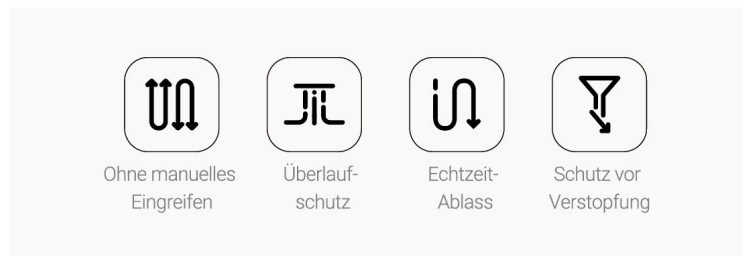 Ohne manuelles
Eingreifen
Überlauf-
schutz
Echtzeit-
Ablass
Schutz vor
Verstopfung